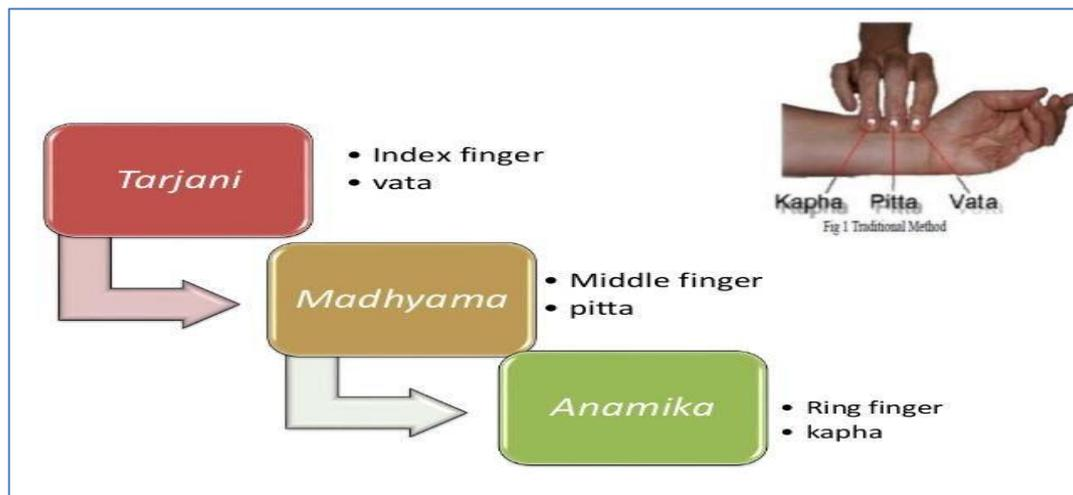 Tarjani
• Index finger
• vata
Kapha Pitta Vata
Fig 1 Traditional Method
Madhyama
• Middle finger
• pitta
Anamika
• Ring finger
• kapha